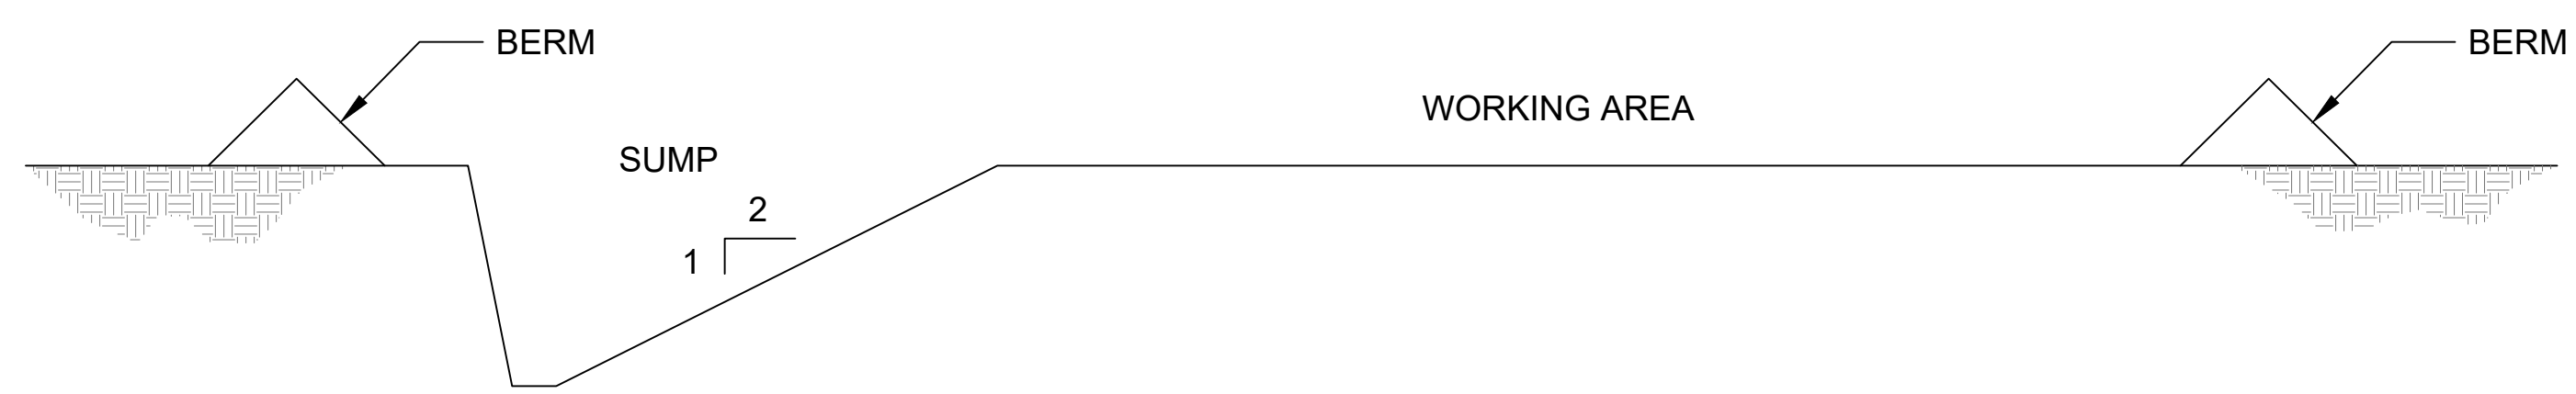 BERM
BERM
WORKING AREA
SUMP
2
1